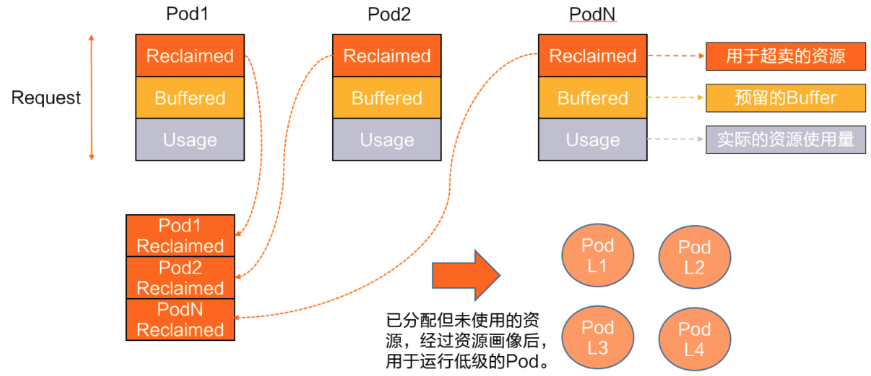 Pod1
Pod2
PodN
Request
Reclaimed
Buffered
Usage
Reclaimed
Buffered
Usage
Reclaimed
Buffered
Usage
用于超卖的资源
预留的Buffer
实际的资源使用量
Pod1
Reclaimed
Pod2
Reclaimed
PodN
Reclaimed
已分配但未使用的资
源，经过资源画像后，
用于运行低级的Pod。
Pod
L1
Pod
L2
Pod
L3
Pod
L4